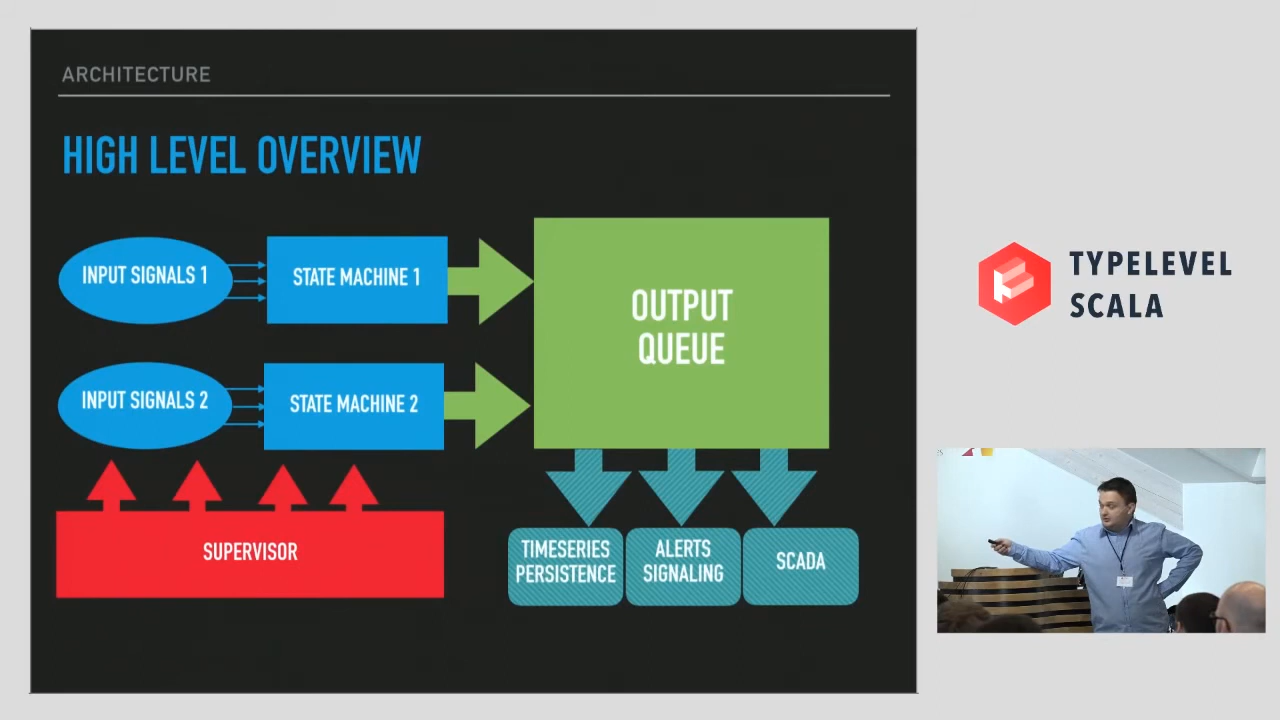 ARCHITECTURE
HIGH LEVEL OVERVIEW
INPUT SIGNALS 1
STATE MACHINE 1
INPUT SIGNALS 2
STATE MACHINE 2
OUTPUT
QUEUE
SUPERVISOR
TIMESERIES
PERSISTENCE
ALERTS
SIGNALING
SCADA
TYPELEVEL
SCALA